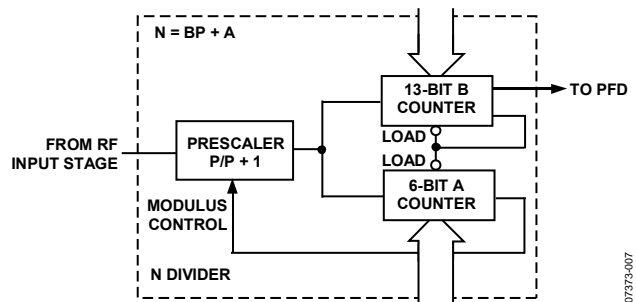 N = BP + A
13-BIT B
COUNTER
TO PFD
LOAD
LOAD
FROM RF
INPUT STAGE
PRESCALER
P/P + 1
6-BIT A
COUNTER
MODULUS
CONTROL
N DIVIDER
07373-007